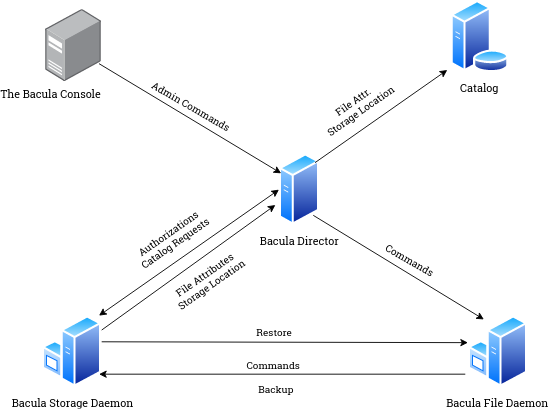 The Bacula Console
Admin Commands
File Attr.
Storage Location
Catalog
Bacula Director
Authorizations
Catalog Requests
File Attributes
Storage Location
Commands
Restore
Commands
Backup
Bacula Storage Daemon
Bacula File Daemon